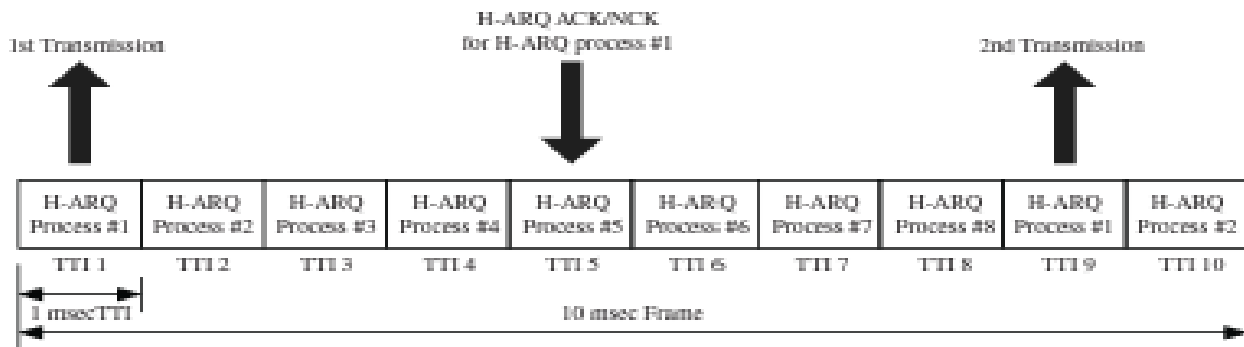 H-ARQ ACK/NCK
for H-ARQ process #1
1st Transmission
2nd Transmission
H-ARQ Process #1
H-ARQ Process #2
H-ARQ Process #3
H-ARQ Process #4
H-ARQ Process #5
H-ARQ Process #6
H-ARQ Process #7
H-ARQ Process #8
H-ARQ Process #1
H-ARQ Process #2
TTI 1
TTI 2
TTI 3
TTI 4
TTI 5
TTI 6
TTI 7
TTI 8
TTI 9
TTI 10
1 msecTTI
10 msec Frame